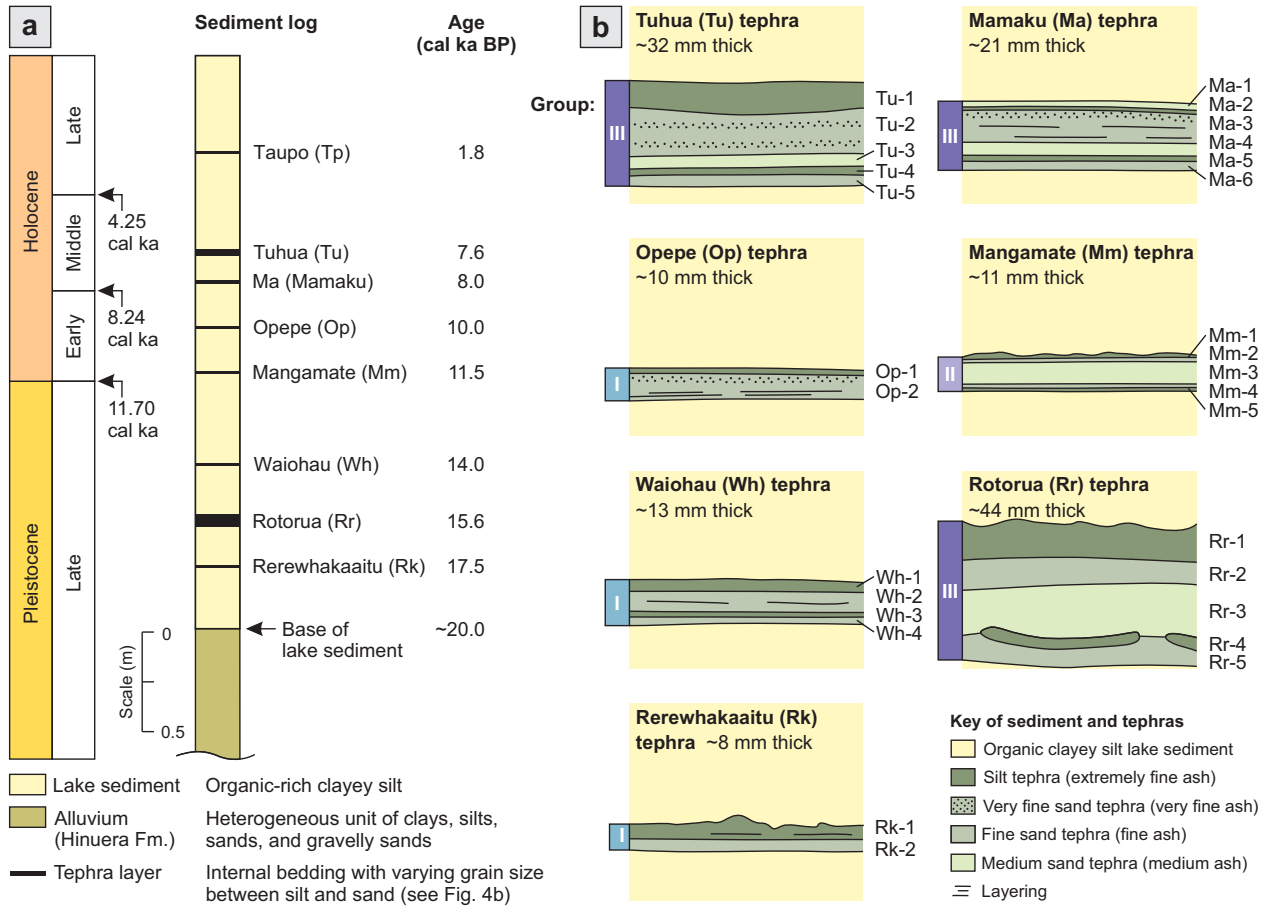 a
Sediment log
Age
(cal ka BP)
Holocene
Pleistocene
Late
Middle
Early
Late
4.25
cal ka
8.24
cal ka
11.70
cal ka
Taupo (Tp) 1.8
Tuhua (Tu) 7.6
Ma (Mamaku) 8.0
Opepe (Op) 10.0
Mangamate (Mm) 11.5
Waiohau (Wh) 14.0
Rotorua (Rr) 15.6
Rerewhakaaitu (Rk) 17.5
Base of
lake sediment
~20.0
Scale (m)
0
0.5
Lake sediment Organic-rich clayey silt
Alluvium
(Hinuera Fm.)
Heterogeneous unit of clays, silts,
sands, and gravelly sands
Tephra layer Internal bedding with varying grain size
between silt and sand (see Fig. 4b)
b
Group:
Tuhua (Tu) tephra
~32 mm thick
III
Tu-1
Tu-2
Tu-3
Tu-4
Tu-5
Mamaku (Ma) tephra
~21 mm thick
III
Ma-1
Ma-2
Ma-3
Ma-4
Ma-5
Ma-6
Opepe (Op) tephra
~10 mm thick
I
Op-1
Op-2
Mangamate (Mm) tephra
~11 mm thick
II
Mm-1
Mm-2
Mm-3
Mm-4
Mm-5
Waiohau (Wh) tephra
~13 mm thick
I
Wh-1
Wh-2
Wh-3
Wh-4
Rotorua (Rr) tephra
~44 mm thick
III
Rr-1
Rr-2
Rr-3
Rr-4
Rr-5
Rerewhakaaitu (Rk)
tephra ~8 mm thick
I
Rk-1
Rk-2
Key of sediment and tephras
Organic clayey silt lake sediment
Silt tephra (extremely fine ash)
Very fine sand tephra (very fine ash)
Fine sand tephra (fine ash)
Medium sand tephra (medium ash)
Layering